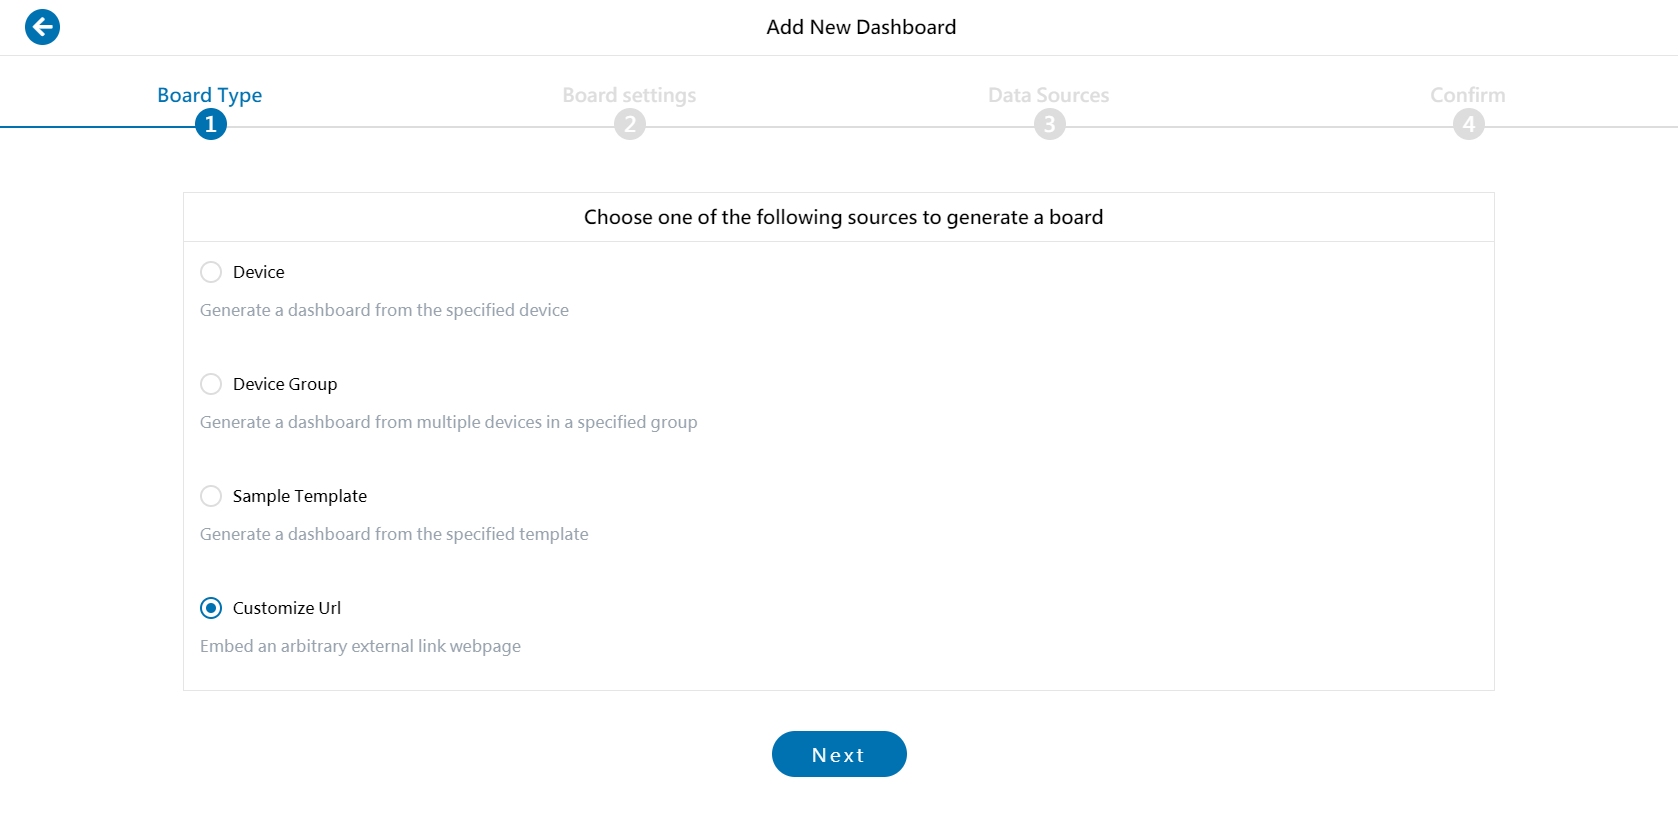 Add New Dashboard
Board Type
Board settings
Data Sources
Confirm
1
2
3
4
Choose one of the following sources to generate a board
Device
Generate a dashboard from the specified device
Device Group
Generate a dashboard from multiple devices in a specified group
Sample Template
Generate a dashboard from the specified template
Customize Url
Embed an arbitrary external link webpage
Next